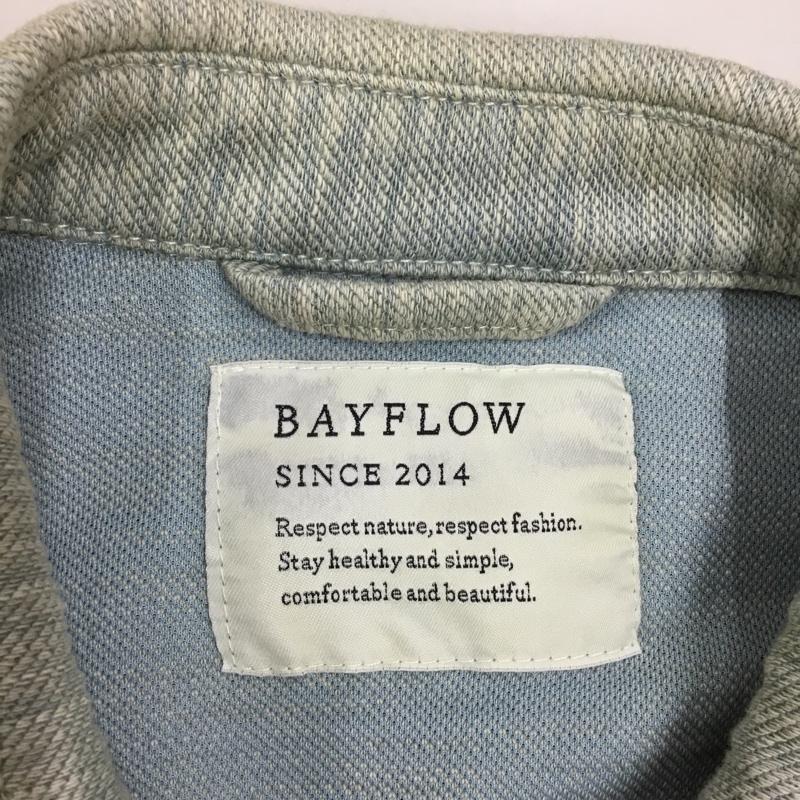 BAYFLOW
SINCE 2014
Respect nature, respect fashion.
Stay healthy and simple,
comfortable and beautiful.